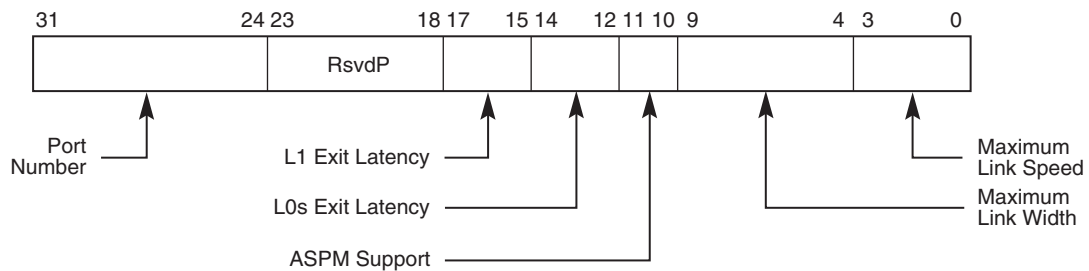 31 24 23 18 17 15 14 12 11 10 9 4 3 0
RsvdP
Port
Number
L1 Exit Latency
L0s Exit Latency
ASPM Support
Maximum
Link Speed
Maximum
Link Width